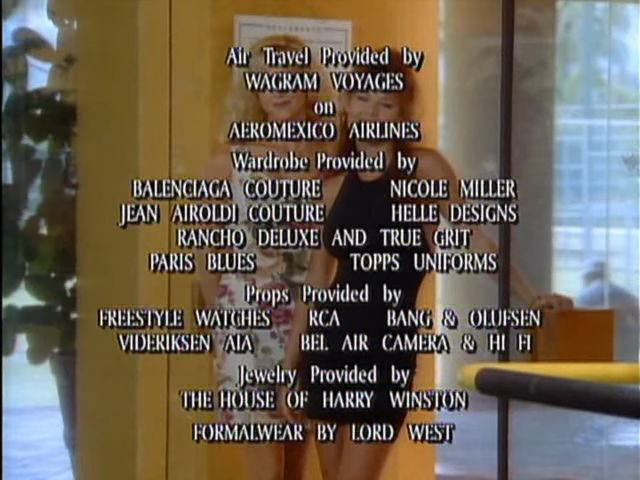 Air Travel Provided by
WAGRAM VOYAGES
on
AEROMEXICO AIRLINES
Wardrobe Provided by
BALENCIAGA COUTURE NICOLE MILLER
JEAN AIROLDI COUTURE HELLE DESIGNS
RANCHO DELUXE AND TRUE GRIT
PARIS BLUES TOPPS UNIFORMS
Props Provided by
FREESTYLE WATCHES RCA BANG & OLUFSEN
VIDERIKSEN AIA BEL AIR CAMERA & HI FI
Jewelry Provided by
THE HOUSE OF HARRY WINSTON
FORMALWEAR BY LORD WEST